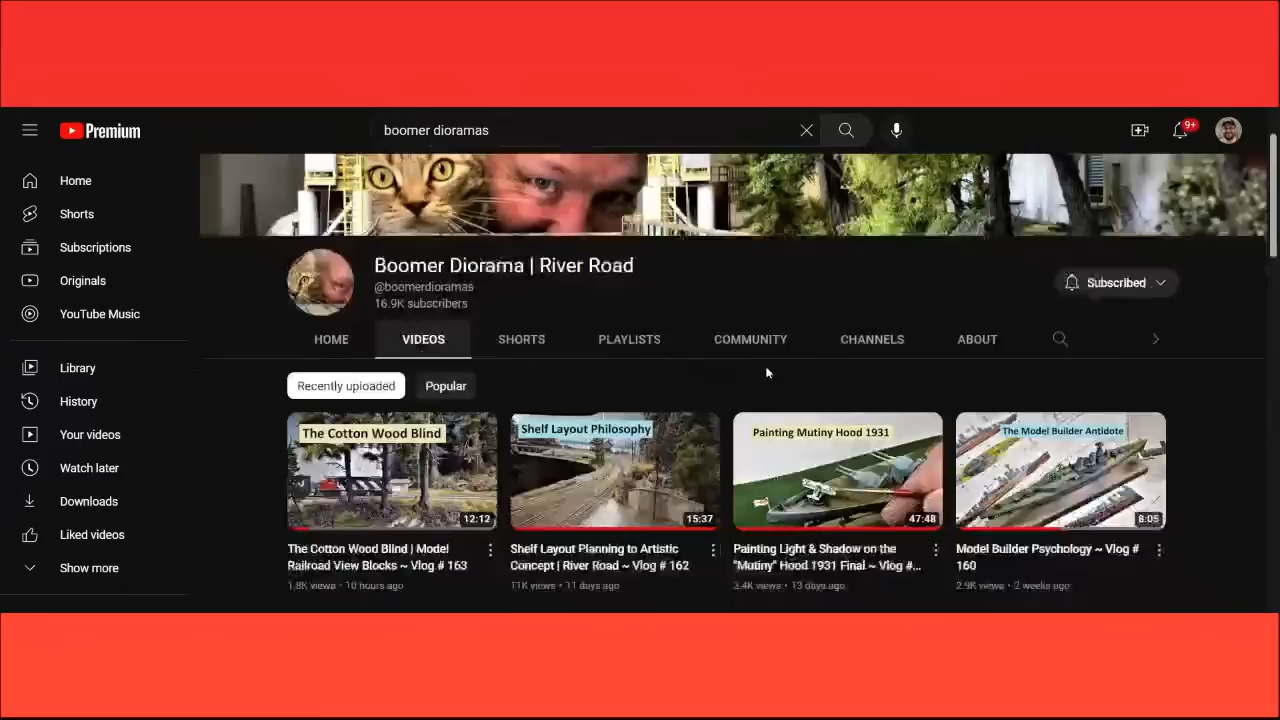 Premium
boomer dioramas
9+
Home
Shorts
Subscriptions
Originals
YouTube Music
Library
History
Your videos
Watch later
Downloads
Liked videos
Show more
Boomer Diorama | River Road
@boomerdioramas
16.9K subscribers
Subscribed
HOME VIDEOS SHORTS PLAYLISTS COMMUNITY CHANNELS ABOUT
Recently uploaded Popular
The Cotton Wood Blind
12:12
The Cotton Wood Blind | Model
Railroad View Blocks ~ Vlog # 163
1.8K views • 10 hours ago
Shelf Layout Philosophy
15:37
Shelf Layout Planning to Artistic
Concept | River Road ~ Vlog # 162
11K views • 11 days ago
Painting Mutiny Hood 1931
47:48
Painting Light & Shadow on the
"Mutiny" Hood 1931 Final ~ Vlog #...
2.4K views • 13 days ago
The Model Builder Antidote
8:05
Model Builder Psychology ~ Vlog #
160
2.9K views • 2 weeks ago